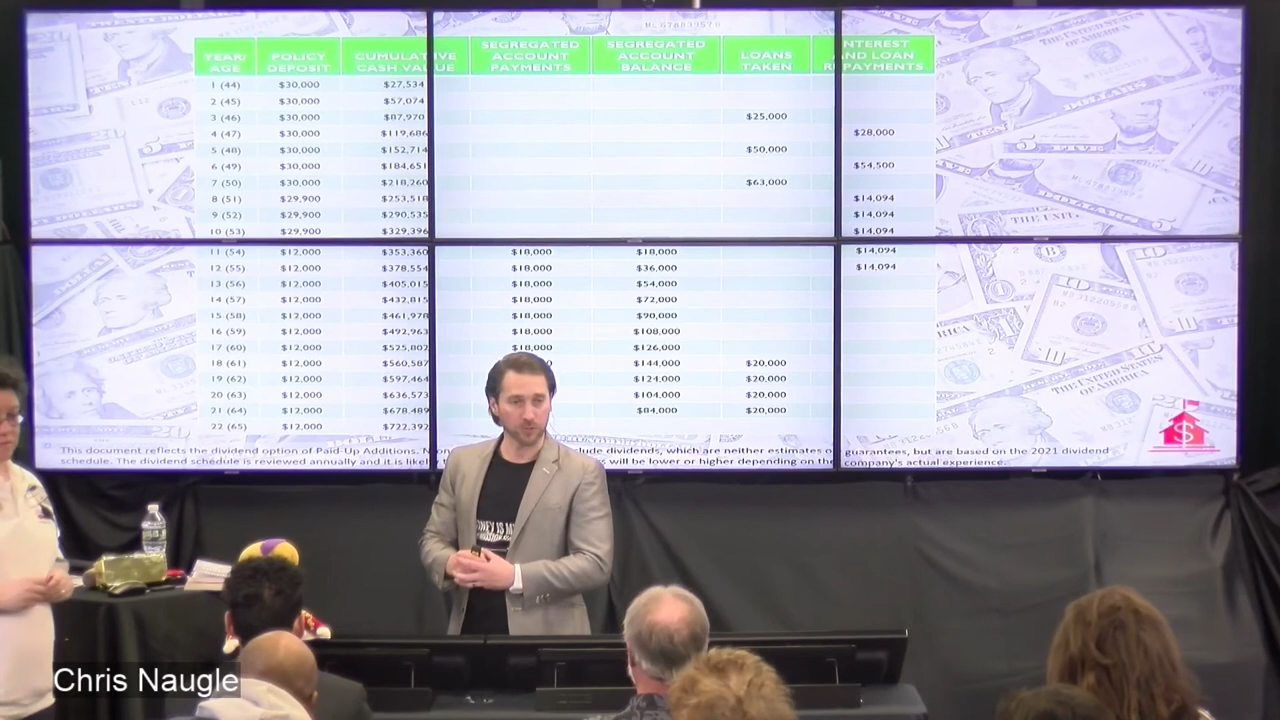 YEAR/ AGE POLICY DEPOSIT CUMULATIVE CASH VALUE SEGREGATED ACCOUNT PAYMENTS SEGREGATED ACCOUNT BALANCE LOANS TAKEN INTEREST AND LOAN REPAYMENTS
1 (44) $30,000 $27,534
2 (45) $30,000 $57,074
3 (46) $30,000 $87,970 $25,000
4 (47) $30,000 $119,686 $28,000
5 (48) $30,000 $152,714 $50,000
6 (49) $30,000 $184,651 $54,500
7 (50) $30,000 $218,260 $63,000
8 (51) $29,900 $253,518 $14,094
9 (52) $29,900 $290,535 $14,094
10 (53) $29,900 $329,396 $14,094
11 (54) $12,000 $353,360 $18,000 $18,000 $14,094
12 (55) $12,000 $378,554 $18,000 $36,000 $14,094
13 (56) $12,000 $405,015 $18,000 $54,000
14 (57) $12,000 $432,815 $18,000 $72,000
15 (58) $12,000 $461,978 $18,000 $90,000
16 (59) $12,000 $492,963 $18,000 $108,000
17 (60) $12,000 $525,802 $18,000 $126,000
18 (61) $12,000 $560,587 $144,000 $20,000
19 (62) $12,000 $597,464 $124,000 $20,000
20 (63) $12,000 $636,573 $104,000 $20,000
21 (64) $12,000 $678,489 $84,000 $20,000
22 (65) $12,000 $722,392
This document reflects the dividend option of Paid-Up Additions. dividends, which are neither estimates guarantees, but are based on the 2021 dividend
schedule. The dividend schedule is reviewed annually and it is will be lower or higher depending on the company's actual experience.
Chris Naugle